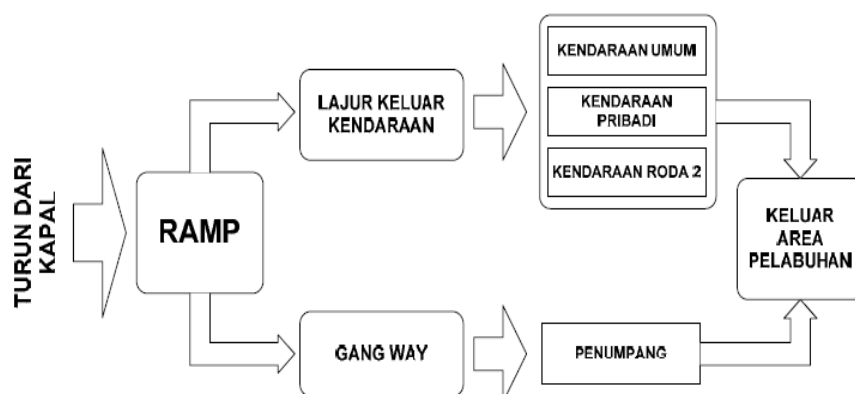 TURUN DARI
KAPAL
RAMP
LAJUR KELUAR
KENDARAAN
KENDARAAN UMUM
KENDARAAN
PRIBADI
KENDARAAN RODA 2
GANG WAY
PENUMPANG
KELUAR
AREA
PELABUHAN